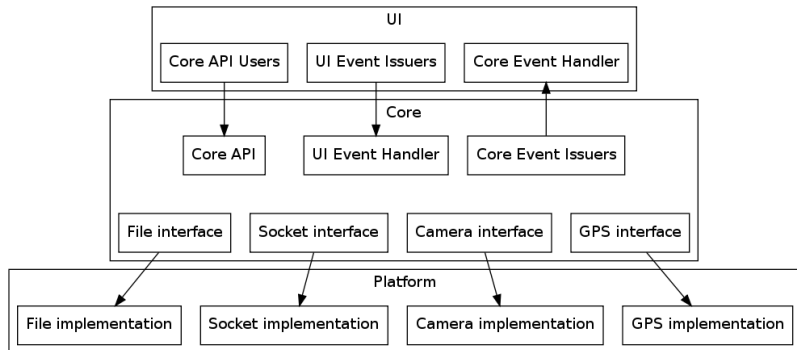 UI
Core API Users
UI Event Issuers
Core Event Handler
Core
Core API
UI Event Handler
Core Event Issuers
File interface
Socket interface
Camera interface
GPS interface
Platform
File implementation
Socket implementation
Camera implementation
GPS implementation